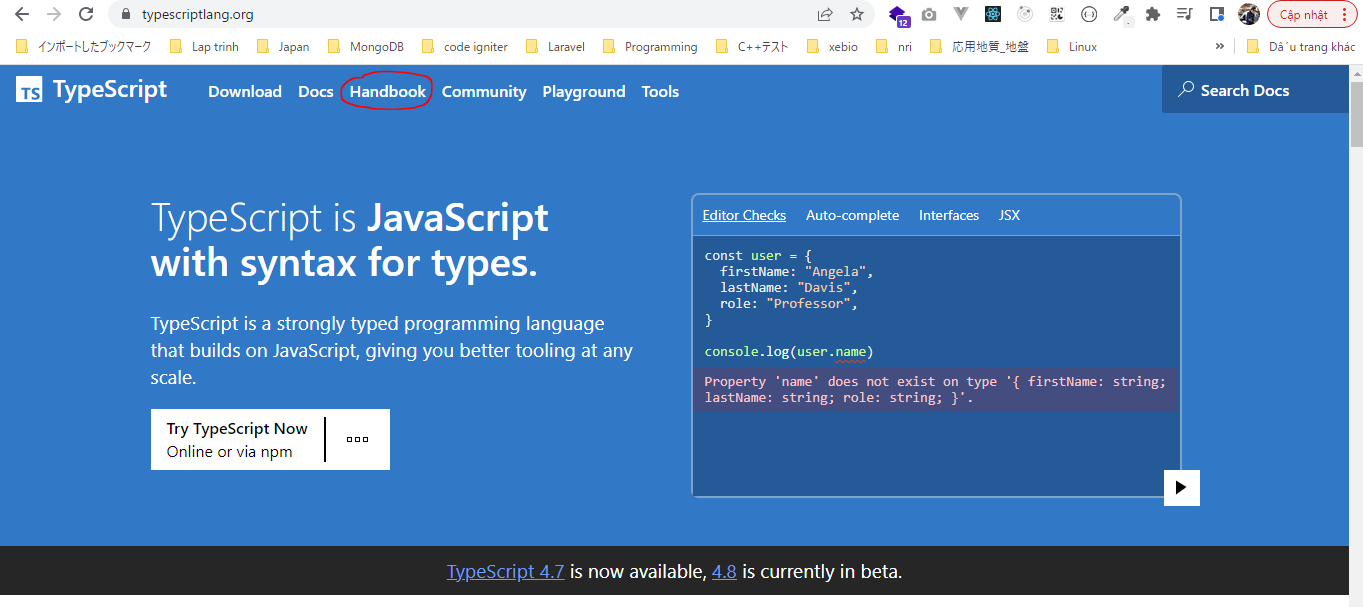 typescriptlang.org
12
Cập nhật
インポートしたブックマーク
Lap trinh
Japan
MongoDB
code igniter
Laravel
Programming
C++テスト
xebio
nri
応用地質_地盤
Linux
»
Dấu trang khác
TS TypeScript
Download Docs Handbook Community Playground Tools
Search Docs
TypeScript is JavaScript
with syntax for types.
TypeScript is a strongly typed programming language
that builds on JavaScript, giving you better tooling at any
scale.
Try TypeScript Now
Online or via npm
Editor Checks Auto-complete Interfaces JSX
const user = {
firstName: "Angela",
lastName: "Davis",
role: "Professor",
}
console.log(user.name)
Property 'name' does not exist on type '{ firstName: string;
lastName: string; role: string; }'.
TypeScript 4.7 is now available, 4.8 is currently in beta.